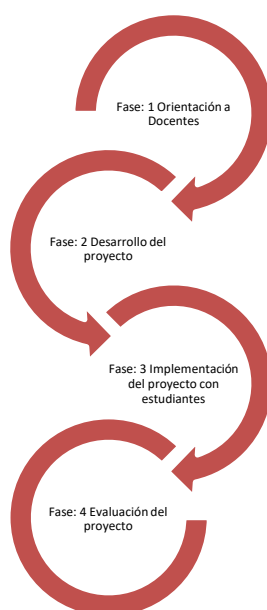 Fase: 1 Orientación a
Docentes
Fase: 2 Desarrollo del
proyecto
Fase: 3 Implementación
del proyecto con
estudiantes
Fase: 4 Evaluación del
proyecto